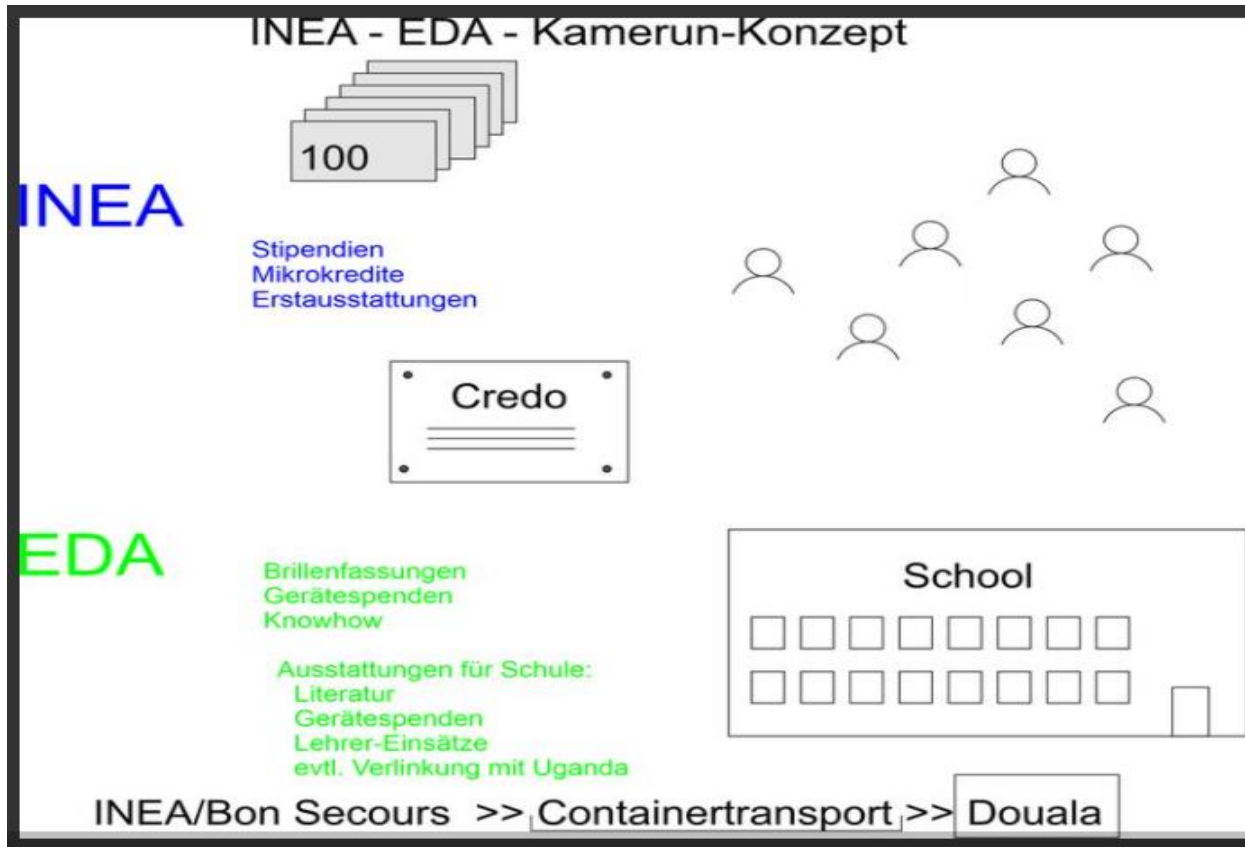 INEA - EDA - Kamerun-Konzept
100
INEA
Stipendien
Mikrokredite
Erstausstattungen
Credo
EDA
Brillenfassungen
Gerätespenden
Knowhow
School
Ausstattungen für Schule:
Literatur
Gerätespenden
Lehrer-Einsätze
evtl. Verlinkung mit Uganda
INEA/Bon Secours >> Containertransport >> Douala